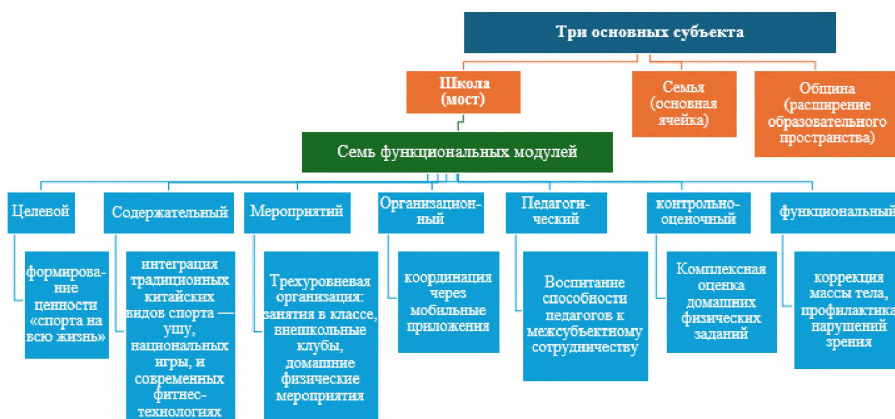 Три основных субъекта
Школа
(мост)
Семья
(основная
ячейка)
Община
(расширение
образовательного
пространства)
Семь функциональных модулей
Целевой
Содержательный
Мероприятий
Организацион-
ный
Педагоги-
ческий
контрольно-
оценочный
функциональный
формирова-
ние
ценности
«спорта на
всю жизнь»
интеграция
традиционных
китайских
видов спорта —
ушу,
национальных
игры, и
современных
фитнес-
технологиях
Трехуровневая
организация:
занятия в классе,
внешкольные
клубы,
домашние
физические
мероприятия
координация
через
мобильные
приложения
Воспитание
способности
педагогов к
межсубъектному
сотрудничеству
Комплексная
оценка
домашних
физических
заданий
коррекция
массы тела,
профилактика
нарушений
зрения